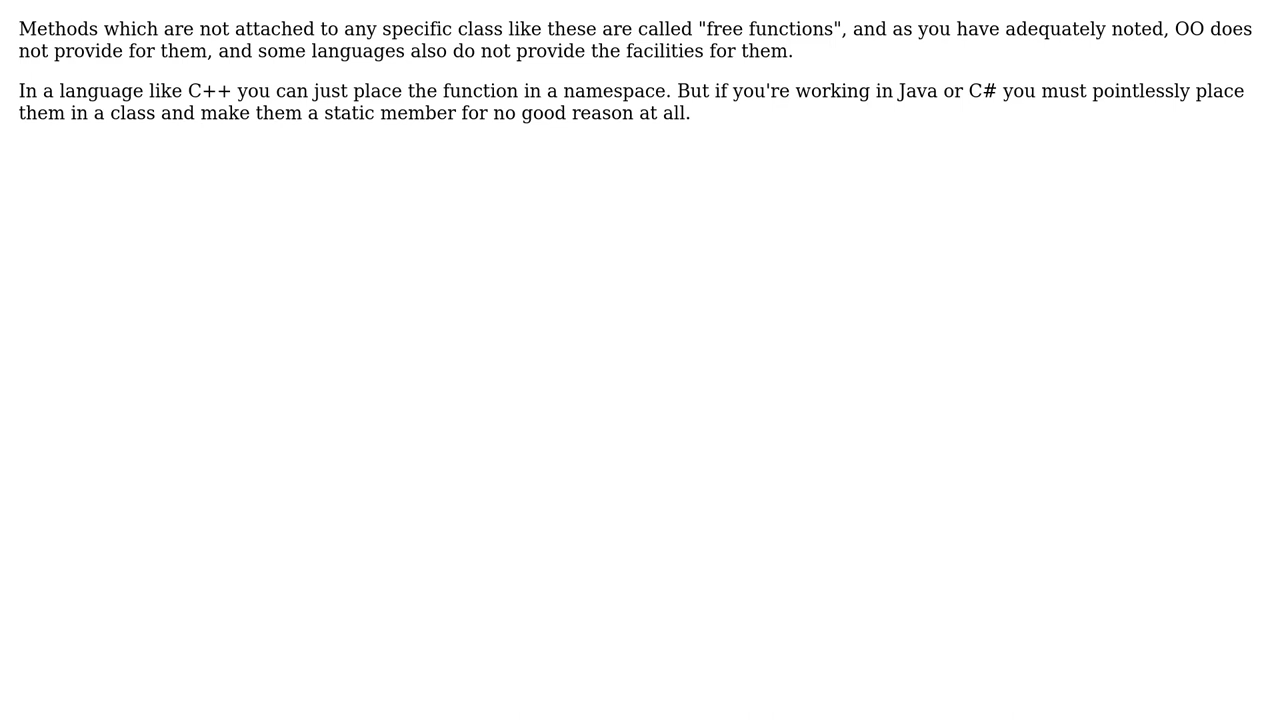 Methods which are not attached to any specific class like these are called "free functions", and as you have adequately noted, OO does
not provide for them, and some languages also do not provide the facilities for them.
In a language like C++ you can just place the function in a namespace. But if you're working in Java or C# you must pointlessly place
them in a class and make them a static member for no good reason at all.